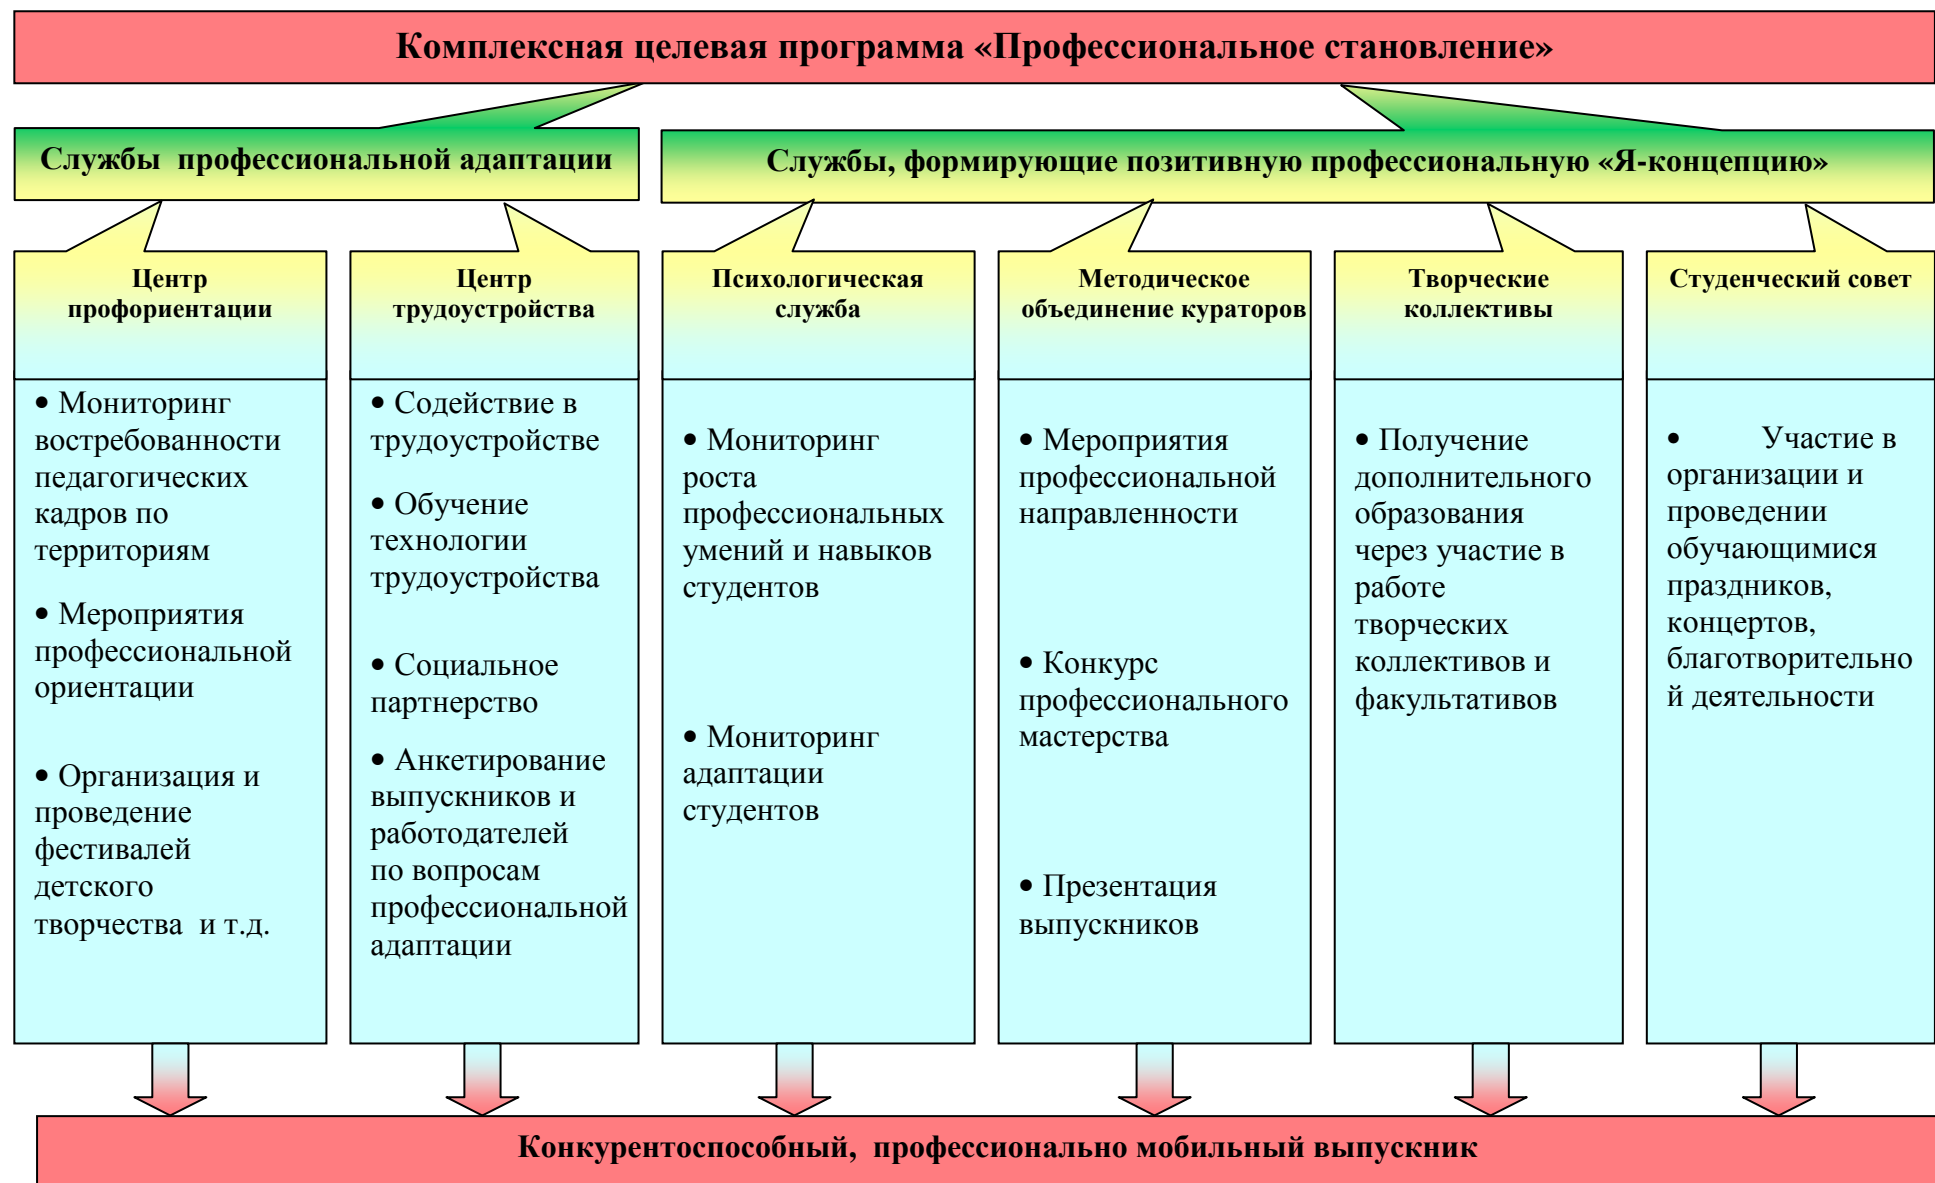 Комплексная целевая программа «Профессиональное становление»
Службы  профессиональной адаптации
Службы, формирующие позитивную профессиональную «Я-концепцию»
Центр
профориентации
• Мониторинг
востребованности
педагогических
кадров по
территориям
• Мероприятия
профессиональной
ориентации
• Организация и
проведение
фестивалей
детского
творчества  и т.д.
Центр
трудоустройства
• Содействие в
трудоустройстве
• Обучение
технологии
трудоустройства
• Социальное
партнерство
• Анкетирование
выпускников и
работодателей
по вопросам
профессиональной
адаптации
Психологическая
служба
• Мониторинг
роста
профессиональных
умений и навыков
студентов
• Мониторинг
адаптации
студентов
Методическое
объединение кураторов
• Мероприятия
профессиональной
направленности
• Конкурс
профессионального
мастерства
• Презентация
выпускников
Творческие
коллективы
• Получение
дополнительного
образования
через участие в
работе
творческих
коллективов и
факультативов
Студенческий совет
• Участие в
организации и
проведении
обучающимися
праздников,
концертов,
благотворительно
й деятельности
Конкурентоспособный,  профессионально мобильный выпускник